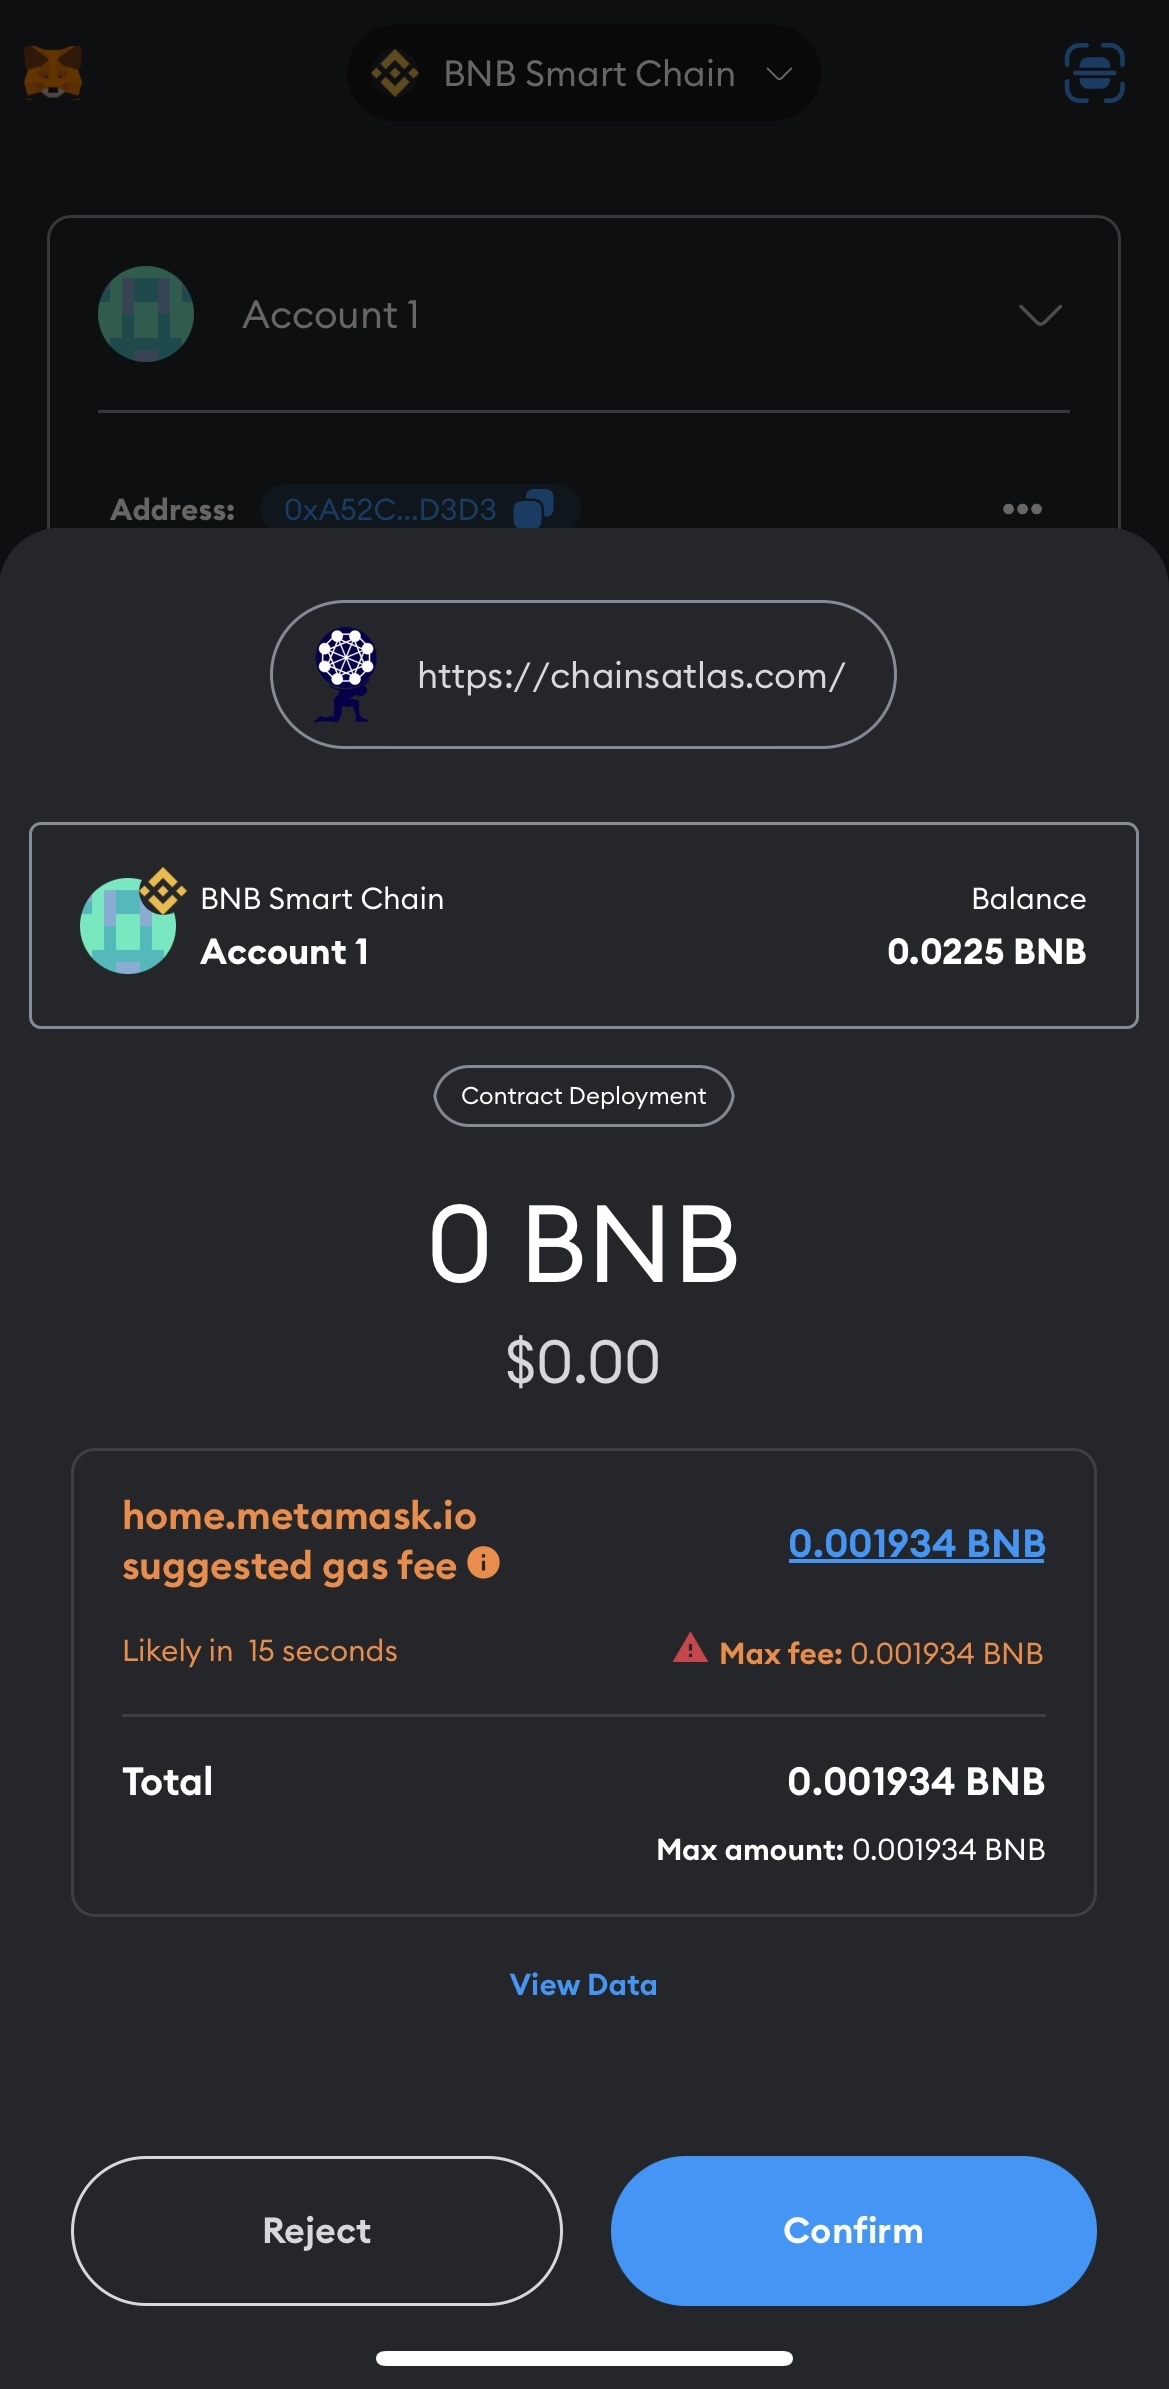 BNB Smart Chain
Account 1
Address: 0xA52C...D3D3
https://chainsatlas.com/
BNB Smart Chain
Balance
Account 1
0.0225 BNB
Contract Deployment
0 BNB
$0.00
home.metamask.io
suggested gas fee
0.001934 BNB
Likely in 15 seconds
Max fee: 0.001934 BNB
Total
0.001934 BNB
Max amount: 0.001934 BNB
View Data
Reject
Confirm